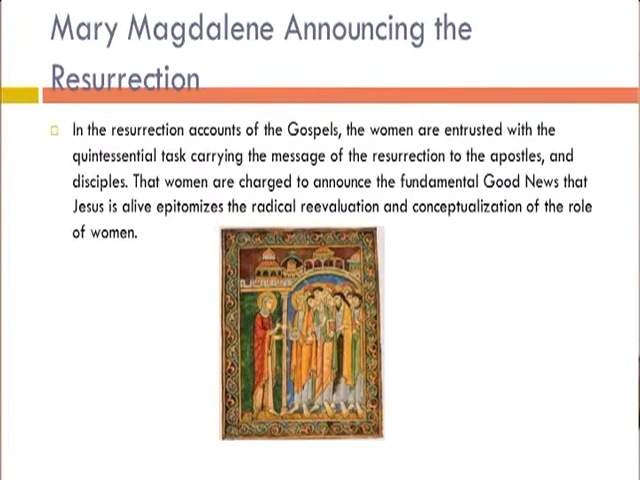 Mary Magdalene Announcing the
Resurrection
In the resurrection accounts of the Gospels, the women are entrusted with the
quintessential task carrying the message of the resurrection to the apostles, and
disciples. That women are charged to announce the fundamental Good News that
Jesus is alive epitomizes the radical reevaluation and conceptualization of the role
of women.